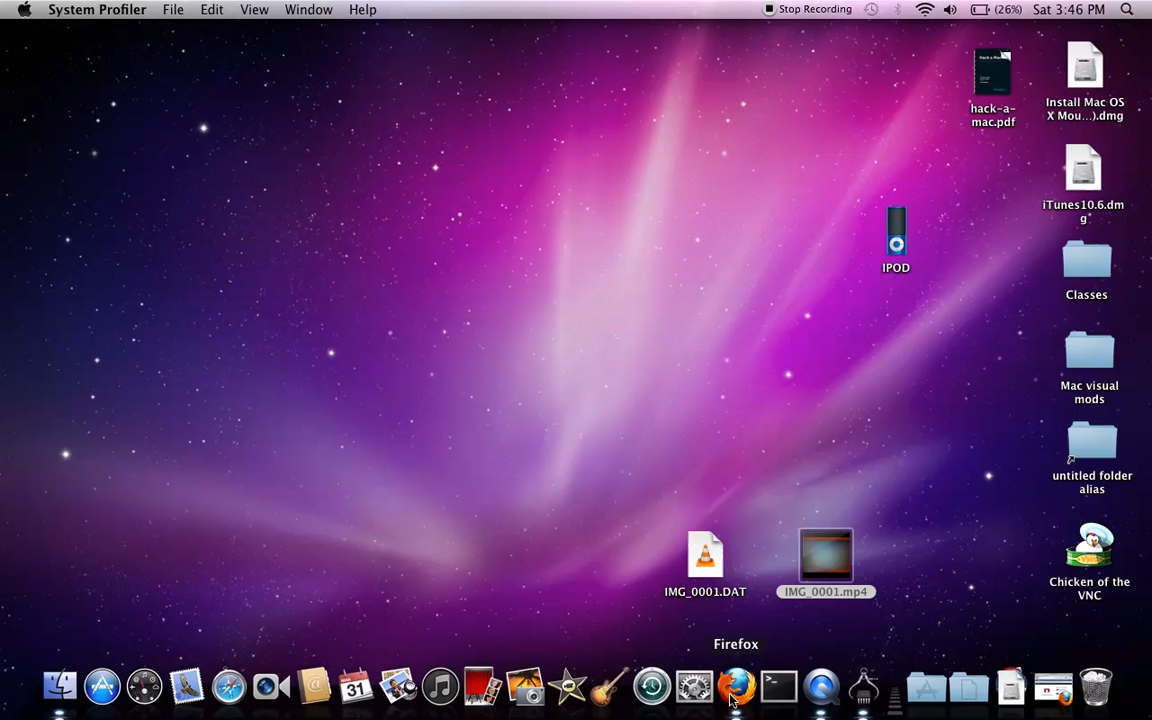 System Profiler File Edit View Window Help Stop Recording (26%) Sat 3:46 PM
hack-a-
mac.pdf
Install Mac OS
X Mou...).dmg
iTunes10.6.dm
g
IPOD
Classes
Mac visual
mods
untitled folder
alias
IMG_0001.DAT
IMG_0001.mp4
Chicken of the
VNC
Firefox
31